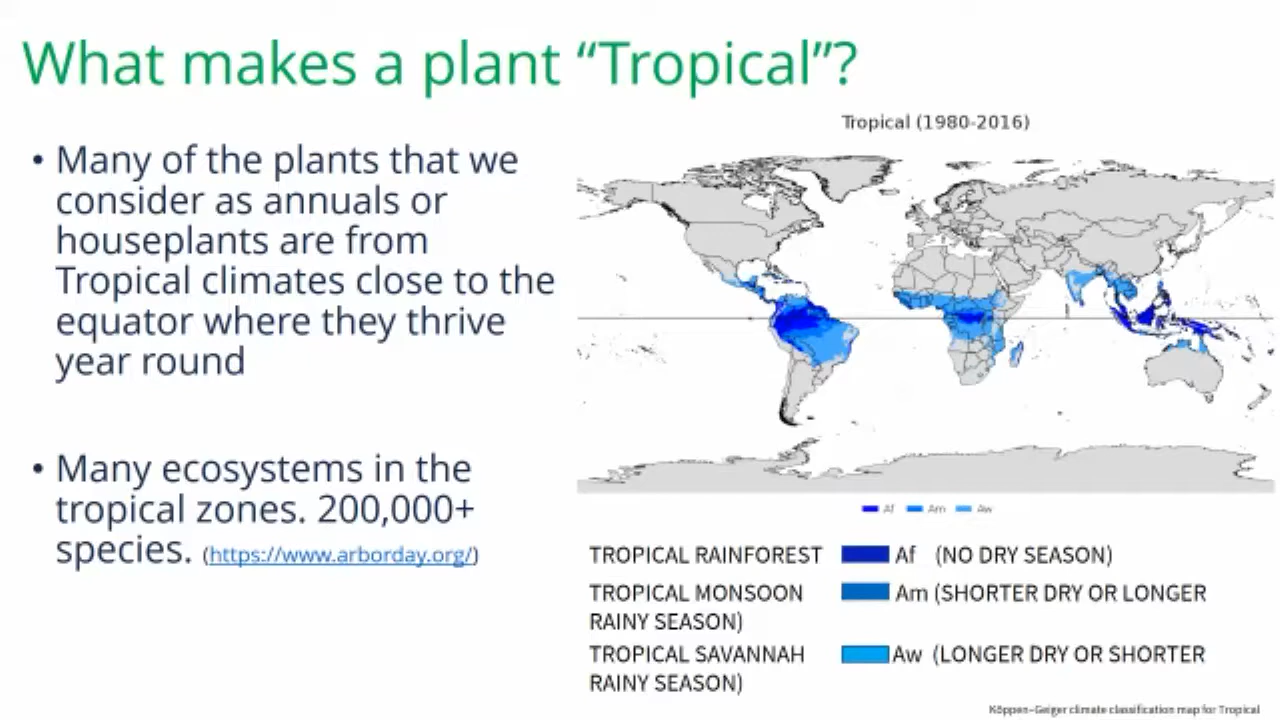 What makes a plant “Tropical”?
• Many of the plants that we
consider as annuals or
houseplants are from
Tropical climates close to the
equator where they thrive
year round
• Many ecosystems in the
tropical zones. 200,000+
species. (https://www.arborday.org/)
Tropical (1980-2016)
Af Am Aw
TROPICAL RAINFOREST Af (NO DRY SEASON)
TROPICAL MONSOON Am (SHORTER DRY OR LONGER
RAINY SEASON)
TROPICAL SAVANNAH Aw (LONGER DRY OR SHORTER
RAINY SEASON)
Köppen–Geiger climate classification map for Tropical